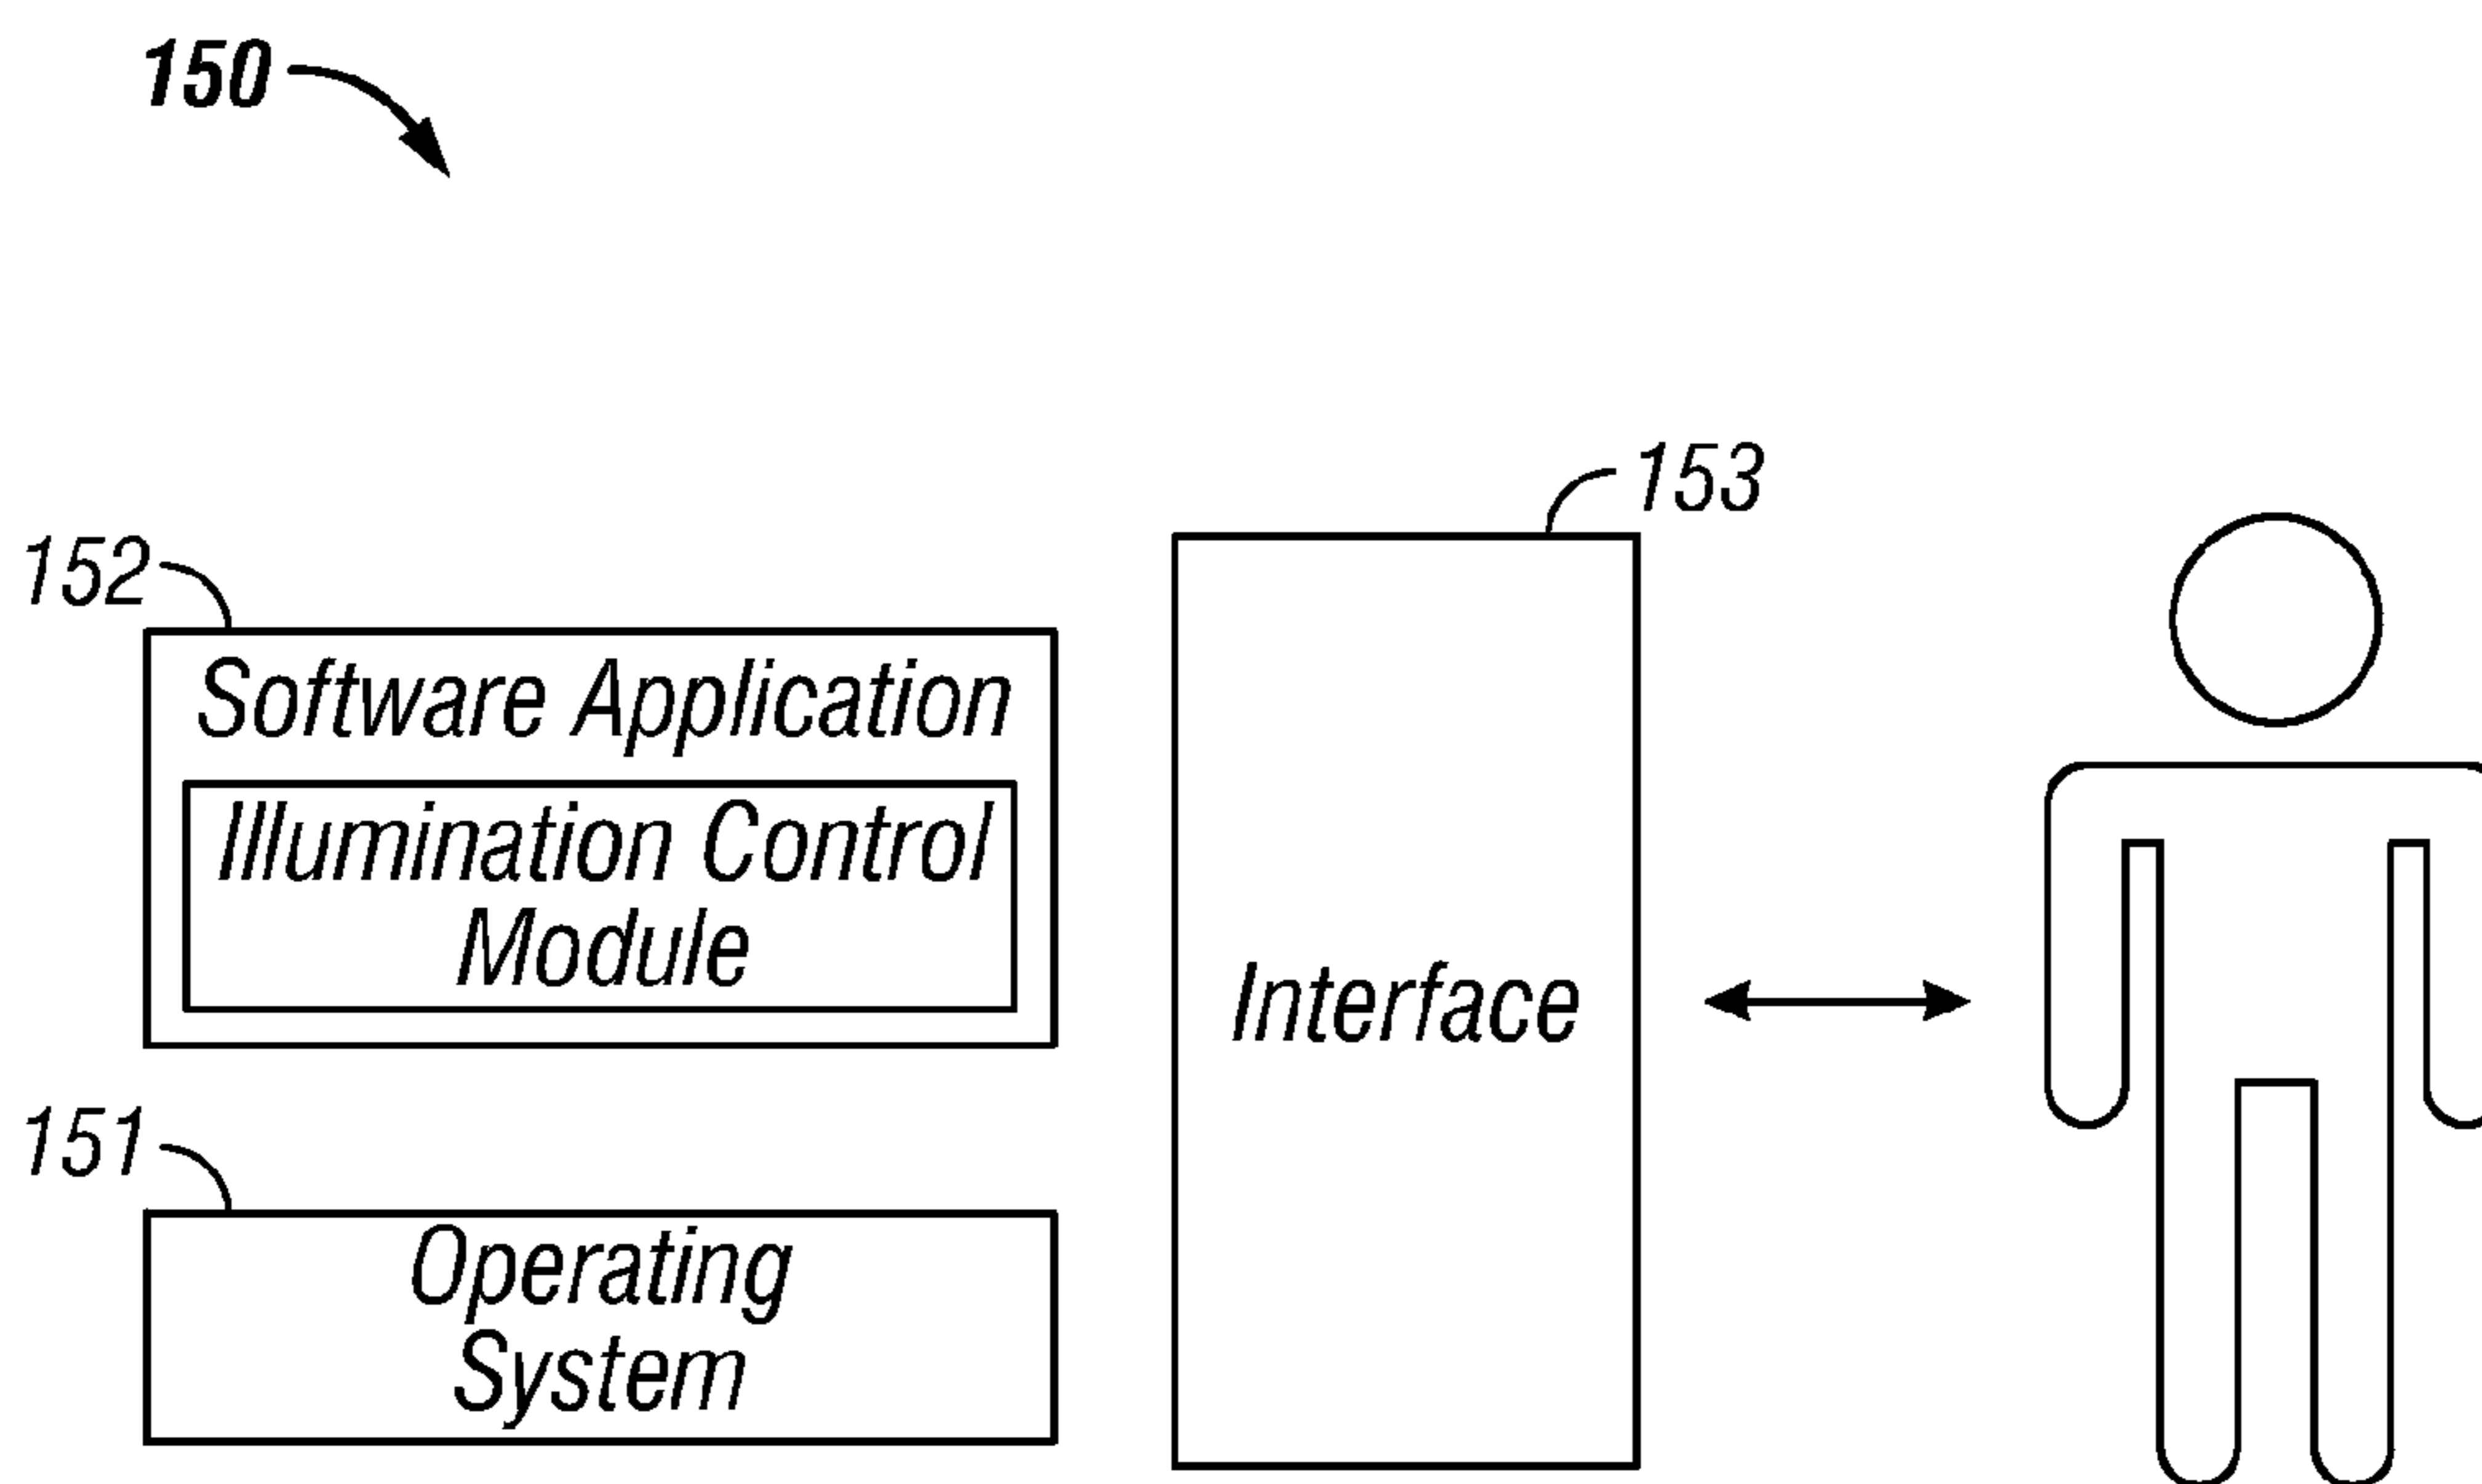 150
153
152
Software Application
Illumination Control
Module
Interface
151
Operating
System